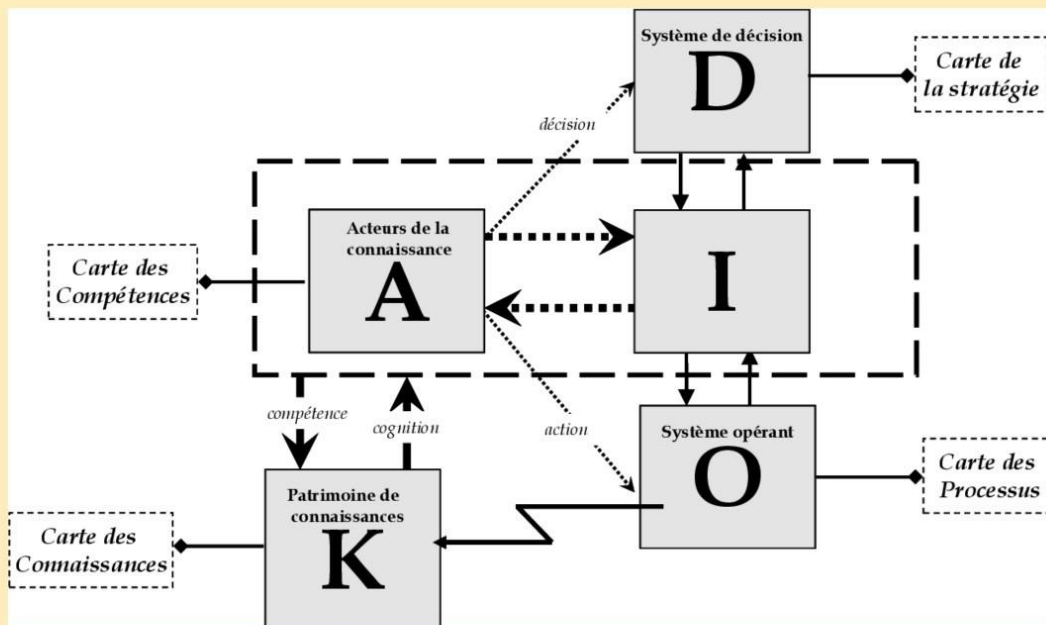 Système de décision
D
Carte de
la stratégie
décision
Acteurs de la
connaissance
A
I
Carte des
Compétences
compétence
cognition
action
Système opérant
O
Carte des
Processus
Patrimoine de
connaissances
K
Carte des
Connaissances